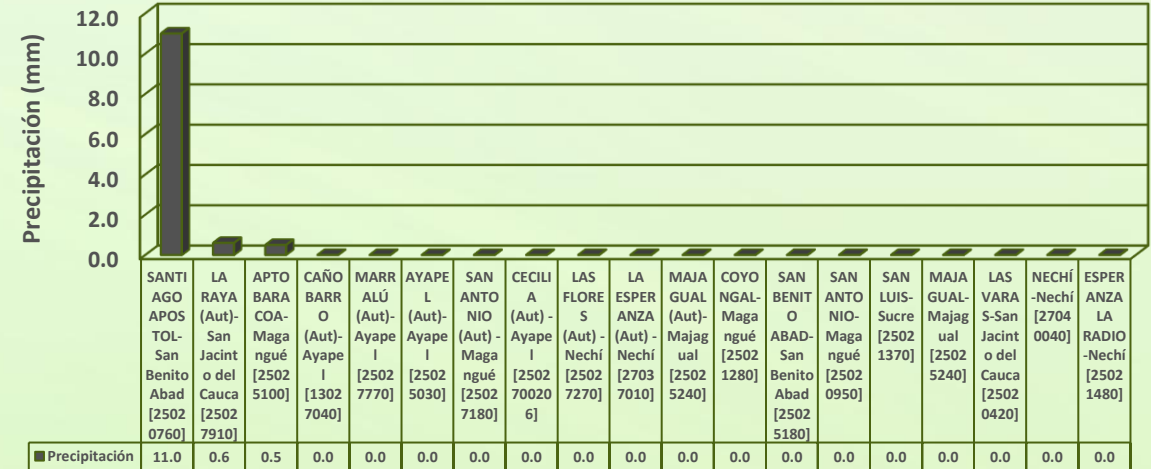 Precipitación (mm)
12.0
10.0
8.0
6.0
4.0
2.0
0.0
SANTI
AGO
APOS
TOL-
San
Benito
Abad
[2502
0760]
LA
RAYA
(Aut)-
San
Jacint
o del
Cauca
[2502
7910]
APTO
BARA
COA-
Maga
ngué
[2502
5100]
CAÑO
BARR
O
(Aut)-
Ayape
l
[1302
7040]
MARR
ALÚ
(Aut)-
Ayape
l
[2502
7770]
AYAPE
L
(Aut)-
Ayape
l
[2502
5030]
SAN
ANTO
NIO
(Aut) -
Maga
ngué
[2502
7180]
CECILI
A
(Aut) -
Ayape
l
[2502
70020
6]
LAS
FLORE
S
(Aut) -
Nechí
[2502
7270]
LA
ESPER
ANZA
(Aut) -
Nechí
[2703
7010]
MAJA
GUAL
(Aut)-
Majag
ual
[2502
5240]
COYO
NGAL-
Maga
ngué
[2502
1280]
SAN
BENIT
O
ABAD-
San
Benito
Abad
[2502
5180]
SAN
ANTO
NIO-
Maga
ngué
[2502
0950]
SAN
LUIS-
Sucre
[2502
1370]
MAJA
GUAL-
Majag
ual
[2502
5240]
LAS
VARA
S-San
Jacint
o del
Cauca
[2502
0420]
NECHÍ
-Nechí
[2704
0040]
ESPER
ANZA
LA
RADIO
-Nechí
[2502
1480]
Precipitación 11.0 0.6 0.5 0.0 0.0 0.0 0.0 0.0 0.0 0.0 0.0 0.0 0.0 0.0 0.0 0.0 0.0 0.0 0.0